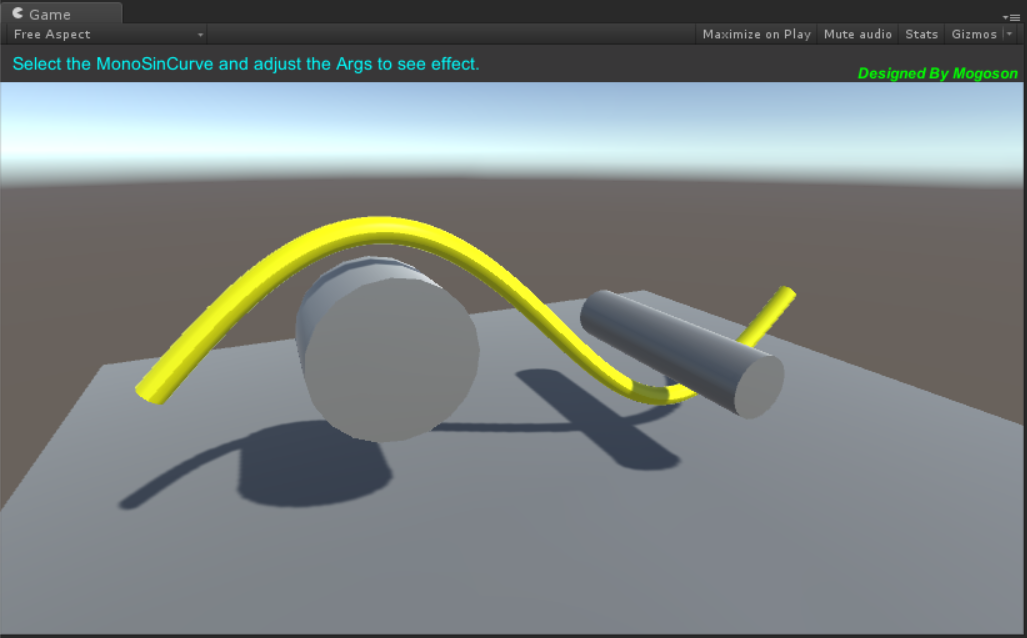 Game
Free Aspect
Maximize on Play Mute audio Stats Gizmos
Select the MonoSinCurve and adjust the Args to see effect.
Designed By Mogoson